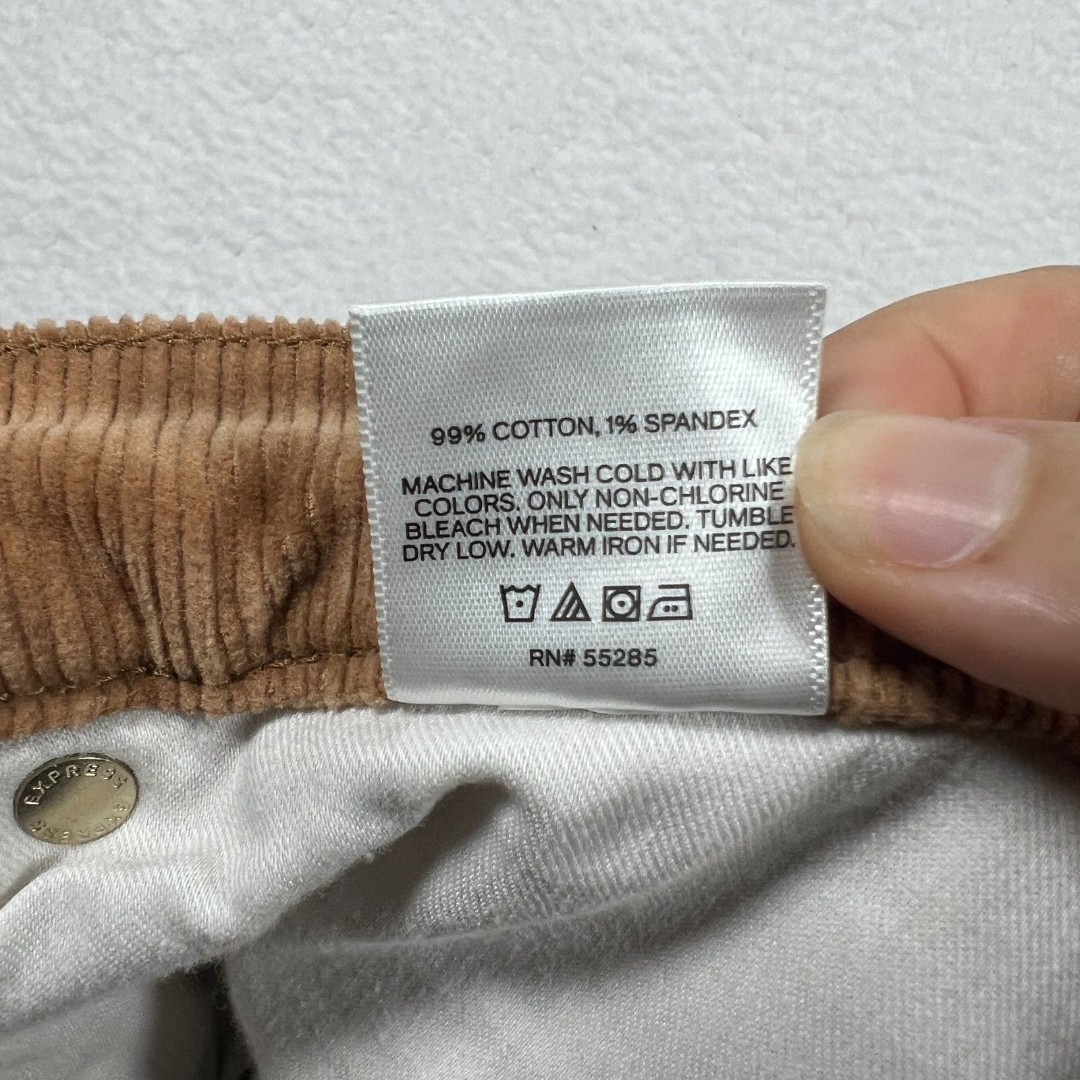 99% COTTON, 1% SPANDEX
MACHINE WASH COLD WITH LIKE
COLORS. ONLY NON-CHLORINE
BLEACH WHEN NEEDED. TUMBLE
DRY LOW. WARM IRON IF NEEDED.
RN# 55285
EXPRESS
EXPRESS